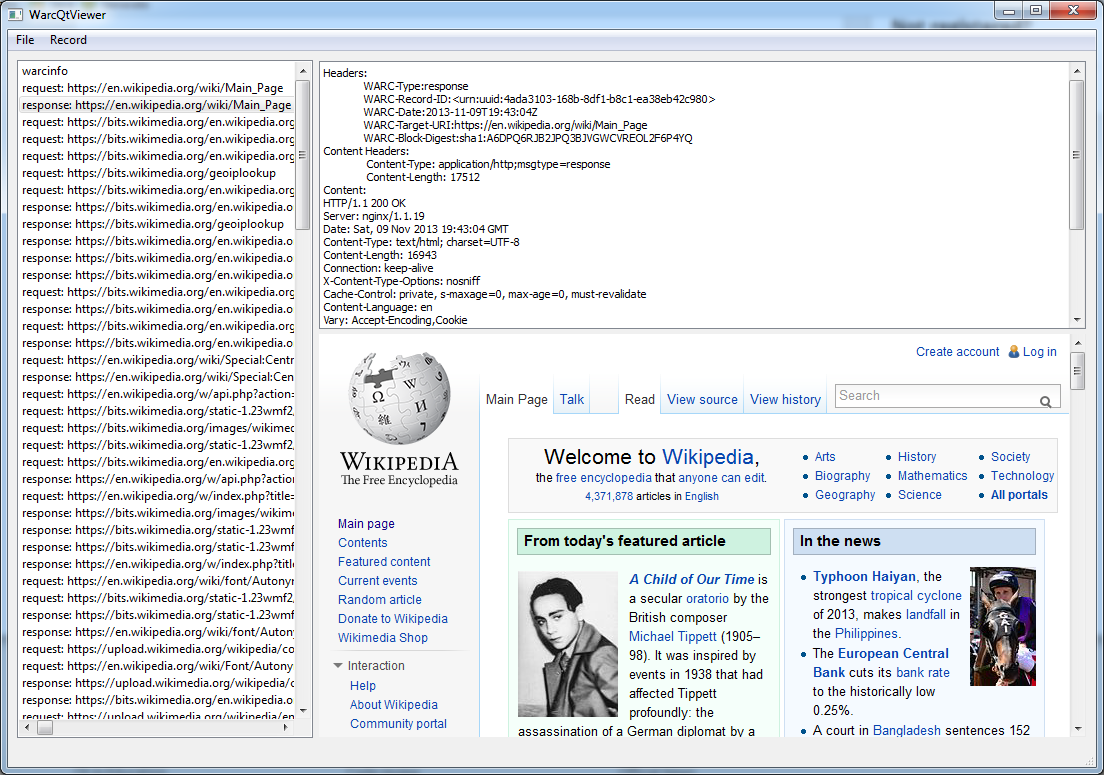 WarcQtViewer
File Record
warcinfo
request: https://en.wikipedia.org/wiki/Main_Page
response: https://en.wikipedia.org/wiki/Main_Page
request: https://bits.wikimedia.org/en.wikipedia.org
request: https://bits.wikimedia.org/en.wikipedia.org
request: https://bits.wikimedia.org/en.wikipedia.org
request: https://bits.wikimedia.org/geoiplookup
request: https://bits.wikimedia.org/en.wikipedia.org
response: https://bits.wikimedia.org/en.wikipedia.o
response: https://bits.wikimedia.org/geoiplookup
response: https://bits.wikimedia.org/en.wikipedia.o
request: https://bits.wikimedia.org/en.wikipedia.org
response: https://bits.wikimedia.org/en.wikipedia.o
request: https://bits.wikimedia.org/en.wikipedia.org
response: https://bits.wikimedia.org/en.wikipedia.o
request: https://bits.wikimedia.org/en.wikipedia.org
response: https://bits.wikimedia.org/en.wikipedia.o
request: https://en.wikipedia.org/wiki/Special:Centr
response: https://en.wikipedia.org/wiki/Special:Cen
request: https://en.wikipedia.org/w/api.php?action=
request: https://bits.wikimedia.org/static-1.23wmf2,
request: https://bits.wikimedia.org/images/wikimed
response: https://bits.wikimedia.org/static-1.23wmf
request: https://bits.wikimedia.org/en.wikipedia.org
response: https://en.wikipedia.org/w/api.php?action
request: https://en.wikipedia.org/w/index.php?title=
response: https://bits.wikimedia.org/images/wikime
response: https://bits.wikimedia.org/static-1.23wmf
response: https://bits.wikimedia.org/static-1.23wmf
response: https://en.wikipedia.org/w/index.php?titl
request: https://en.wikipedia.org/wiki/font/Autonyr
request: https://bits.wikimedia.org/static-1.23wmf2,
response: https://bits.wikimedia.org/static-1.23wmf
response: https://en.wikipedia.org/wiki/font/Autony
request: https://upload.wikimedia.org/wikipedia/co
request: https://en.wikipedia.org/wiki/Font/Autony
response: https://upload.wikimedia.org/wikipedia/c
response: https://bits.wikimedia.org/en.wikipedia.o
request: https://upload.wikimedia.org/wikipedia/en
Headers:
WARC-Type:response
WARC-Record-ID:<urn:uuid:4ada3103-168b-8df1-b8c1-ea38eb42c980>
WARC-Date:2013-11-09T19:43:04Z
WARC-Target-URI:https://en.wikipedia.org/wiki/Main_Page
WARC-Block-Digest:sha1:A6DPQ6RJB2JPQ3BJVGWCVREOL2F6P4YQ
Content Headers:
Content-Type: application/http;msgtype=response
Content-Length: 17512
Content:
HTTP/1.1 200 OK
Server: nginx/1.1.19
Date: Sat, 09 Nov 2013 19:43:04 GMT
Content-Type: text/html; charset=UTF-8
Content-Length: 16943
Connection: keep-alive
X-Content-Type-Options: nosniff
Cache-Control: private, s-maxage=0, max-age=0, must-revalidate
Content-Language: en
Vary: Accept-Encoding,Cookie
Create account Log in
Main Page Talk Read View source View history Search
WIKIPEDIA
The Free Encyclopedia
Main page
Contents
Featured content
Current events
Random article
Donate to Wikipedia
Wikimedia Shop
Interaction
Help
About Wikipedia
Community portal
Welcome to Wikipedia,
the free encyclopedia that anyone can edit.
4,371,878 articles in English
Arts History Society
Biography Mathematics Technology
Geography Science All portals
From today's featured article
A Child of Our Time is
a secular oratorio by the
British composer
Michael Tippett (1905–
98). It was inspired by
events in 1938 that had
affected Tippett
profoundly: the
assassination of a German diplomat by a
In the news
Typhoon Haiyan, the
strongest tropical cyclone
of 2013, makes landfall in
the Philippines.
The European Central
Bank cuts its bank rate
to the historically low
0.25%.
A court in Bangladesh sentences 152